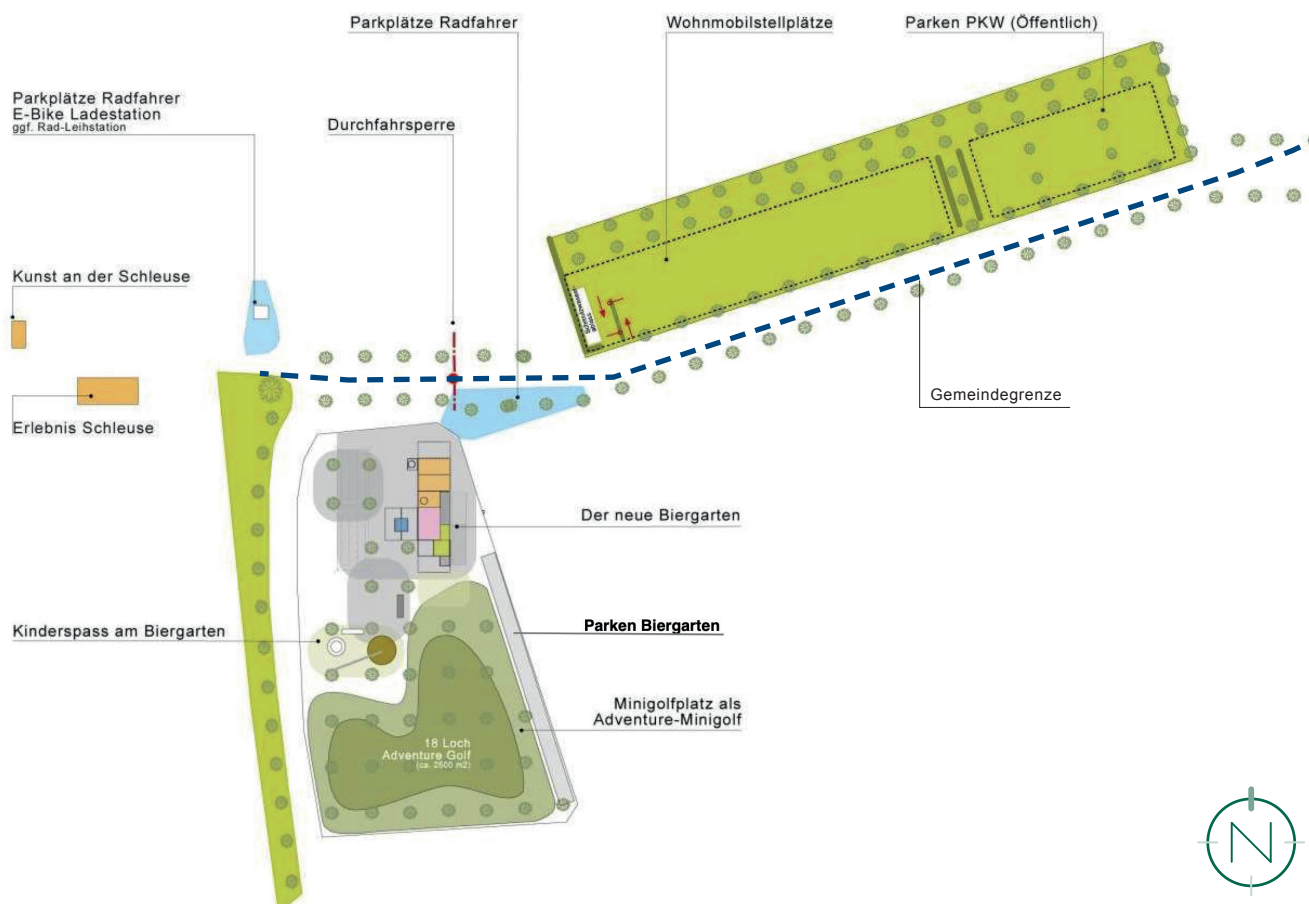 Parkplätze Radfahrer
Wohnmobilstellplätze
Parken PKW (Öffentlich)
Parkplätze Radfahrer
E-Bike Ladestation
ggf. Rad-Leihstation
Durchfahrsperre
Kunst an der Schleuse
Erlebnis Schleuse
Gemeindegrenze
Der neue Biergarten
Kinderspass am Biergarten
Parken Biergarten
Minigolfplatz als
Adventure-Minigolf
18 Loch
Adventure Golf
(ca. 2500 m2)
N